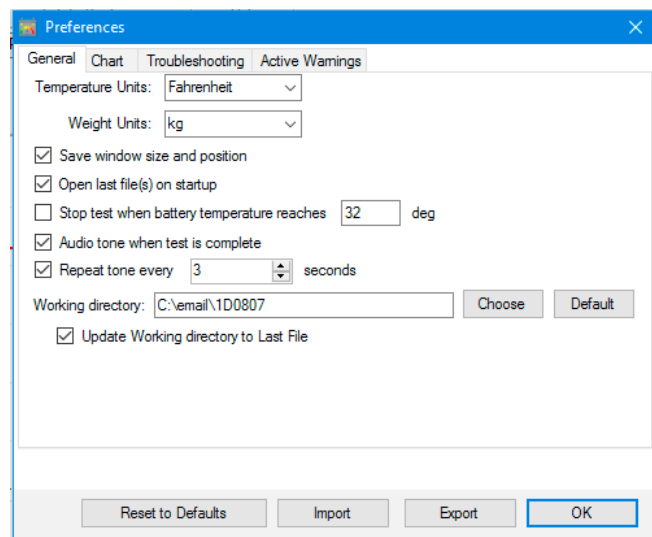 Preferences
General Chart Troubleshooting Active Warnings
Temperature Units: Fahrenheit
Weight Units: kg
Save window size and position
Open last file(s) on startup
Stop test when battery temperature reaches 32 deg
Audio tone when test is complete
Repeat tone every 3 seconds
Working directory: C:\email\1D0807 Choose Default
Update Working directory to Last File
Reset to Defaults Import Export OK